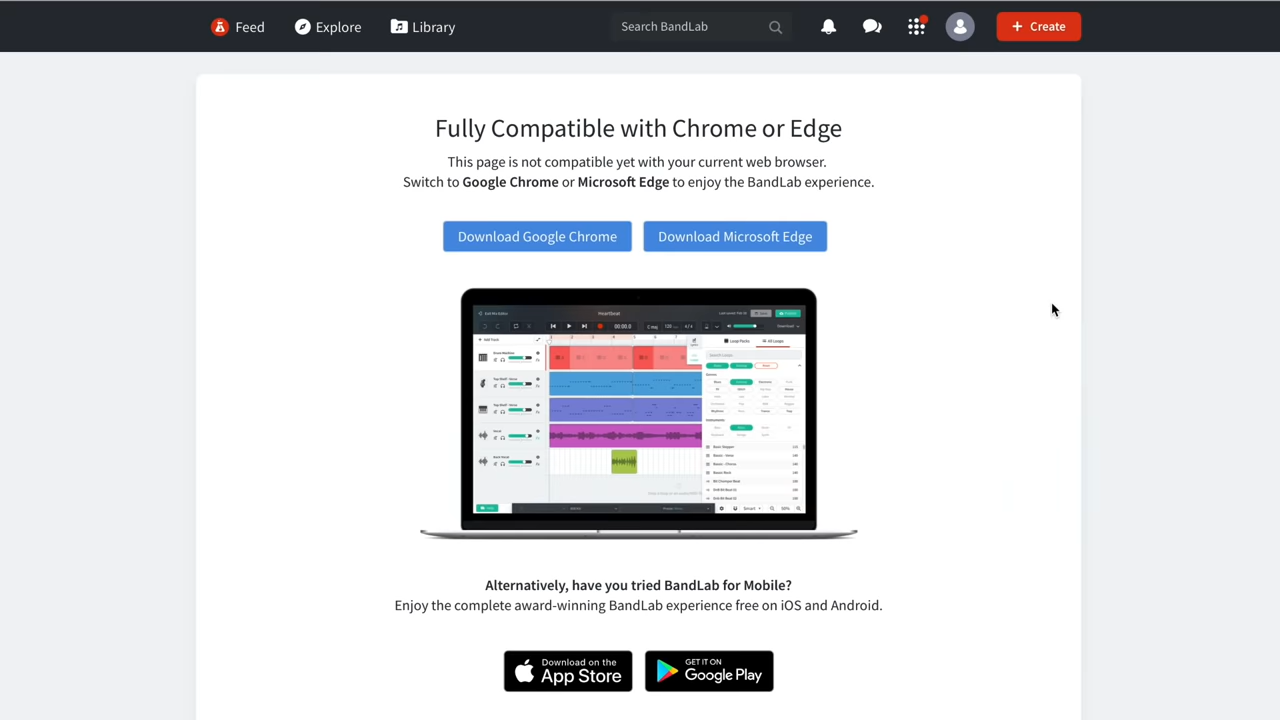 Feed
Explore
Library
Search BandLab
Create
Fully Compatible with Chrome or Edge
This page is not compatible yet with your current web browser.
Switch to Google Chrome or Microsoft Edge to enjoy the BandLab experience.
Download Google Chrome
Download Microsoft Edge
HeartBeat
Alternatively, have you tried BandLab for Mobile?
Enjoy the complete award-winning BandLab experience free on iOS and Android.
Download on the
App Store
GET IT ON
Google Play